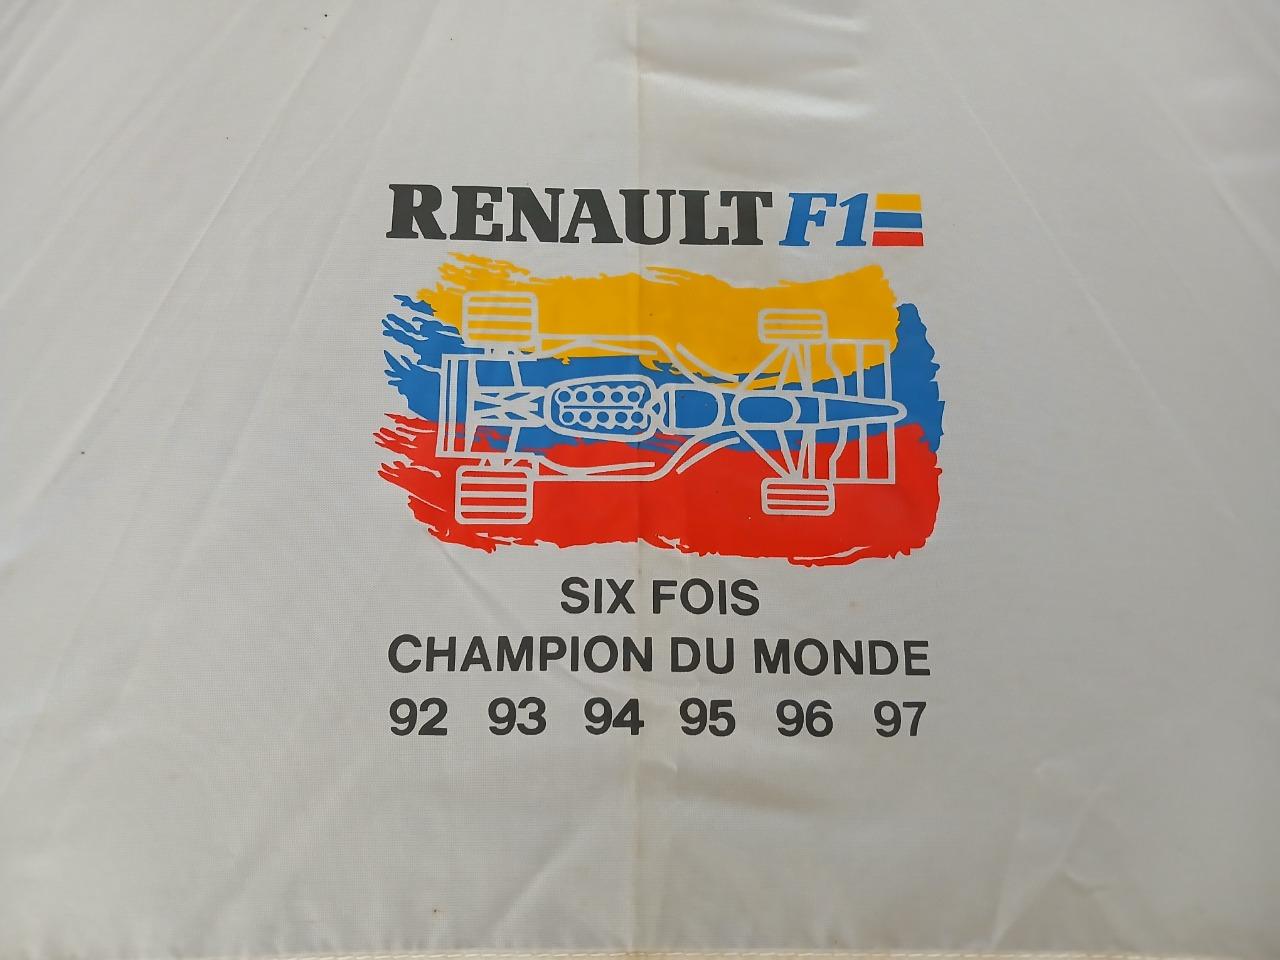 RENAULT F1
SIX FOIS
CHAMPION DU MONDE
92 93 94 95 96 97